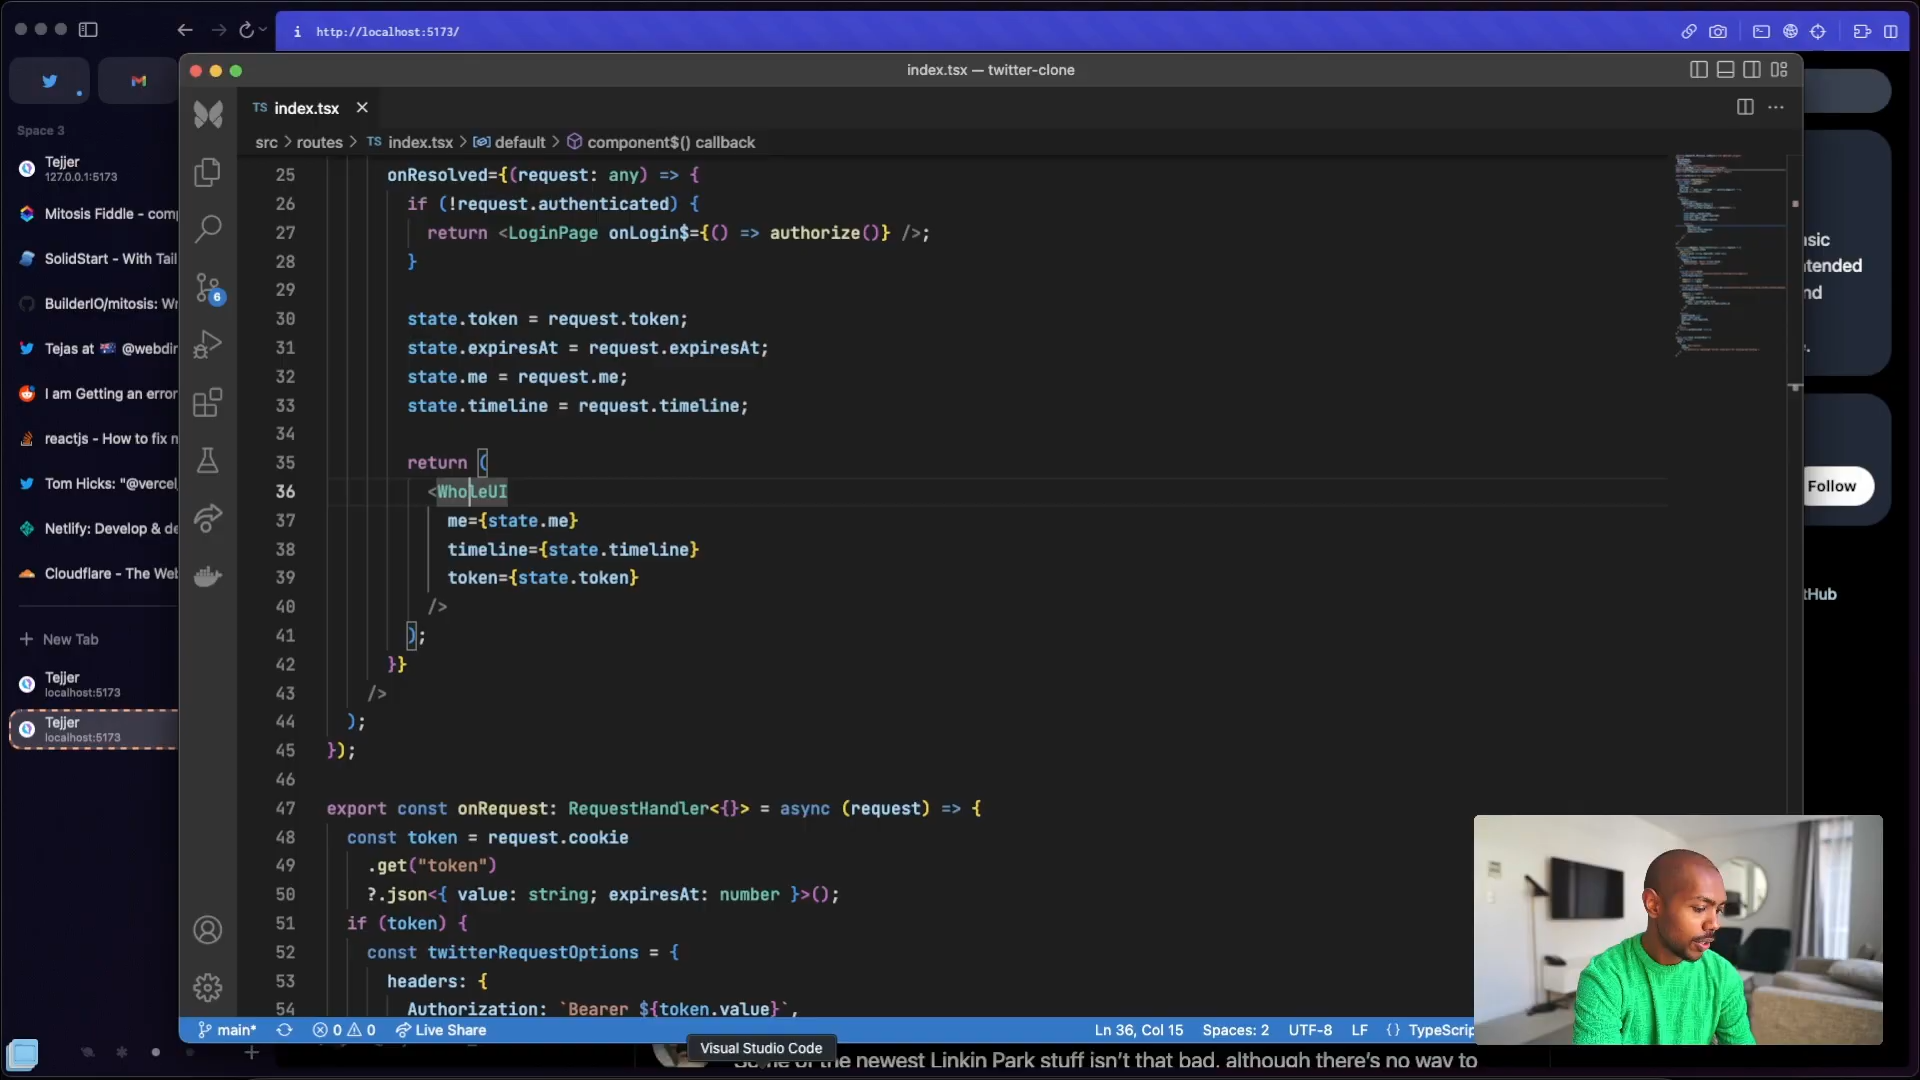 http://localhost:5173/
index.tsx — twitter-clone
TS index.tsx
src > routes > TS index.tsx > default > component$() callback
Space 3
Tejjer
127.0.0.1:5173
Mitosis Fiddle - comp
SolidStart - With Tail
BuilderIO/mitosis: Wr
Tejas at 🇦🇺 @webdir
I am Getting an error
reactjs - How to fix n
Tom Hicks: "@vercel
Netlify: Develop & de
Cloudflare - The Web
+ New Tab
Tejjer
localhost:5173
Tejjer
localhost:5173
6
25 onResolved={(request: any) => {
26 if (!request.authenticated) {
27 return <LoginPage onLogin$={() => authorize()} />;
28 }
29
30 state.token = request.token;
31 state.expiresAt = request.expiresAt;
32 state.me = request.me;
33 state.timeline = request.timeline;
34
35 return (
36 <WholeUI
37 me={state.me}
38 timeline={state.timeline}
39 token={state.token}
40 />
41 );
42 }}
43 />
44 );
45 });
46
47 export const onRequest: RequestHandler<{}> = async (request) => {
48 const token = request.cookie
49 .get("token")
50 ?.json<{ value: string; expiresAt: number }>();
51 if (token) {
52 const twitterRequestOptions = {
53 headers: {
54 Authorization: `Bearer ${token.value}`,
asic
ntended
nd
Follow
tHub
main* 0 0 Live Share
Ln 36, Col 15 Spaces: 2 UTF-8 LF {} TypeScrip
Visual Studio Code
Some of the newest Linkin Park stuff isn't that bad, although there's no way to